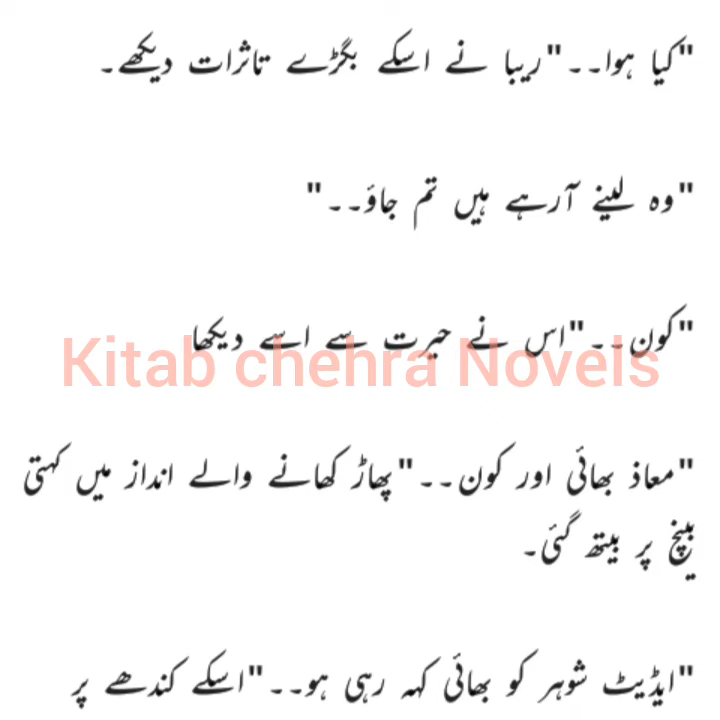 "کیا ہوا۔۔"ریبا نے اسکے بگڑے تاثرات دیکھے۔
"وہ لینے آرہے ہیں تم جاؤ۔۔"
"کون۔۔"اس نے حیرت سے اسے دیکھا
Kitab chehra Novels
"معاذ بھائی اور کون۔۔"پھاڑ کھانے والے انداز میں کہتی
بینچ پر بیتھ گئی۔
"ایڈیٹ شوہر کو بھائی کہہ رہی ہو۔۔"اسکے کندھے پر